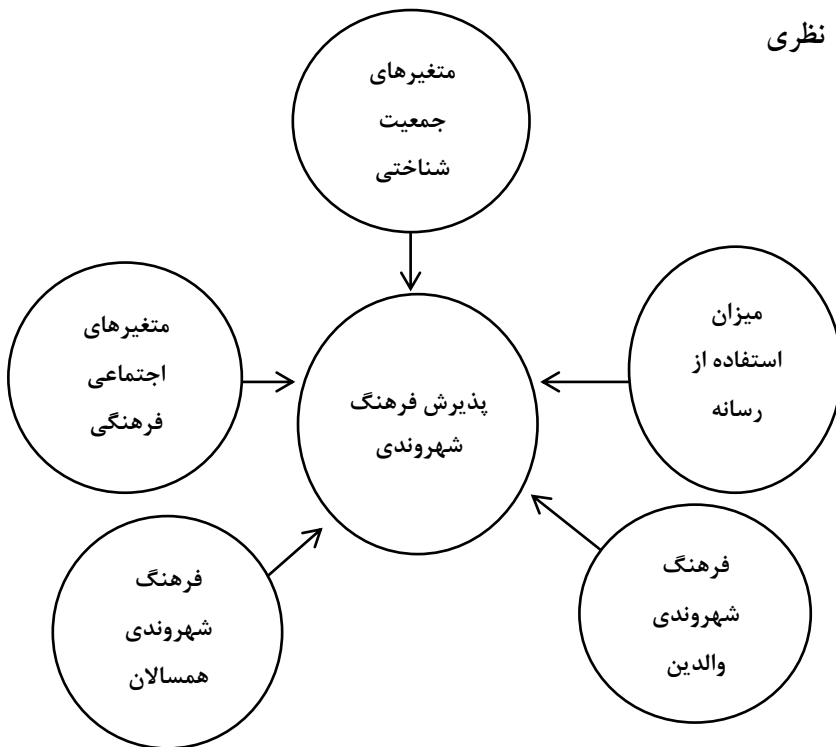 نظری
متغیرهای
جمعیت
شناختی
میزان
استفاده از
رسانه
متغیرهای
اجتماعی
فرهنگی
پذیرش فرهنگ
شهروندی
فرهنگ
شهروندی
والدین
فرهنگ
شهروندی
همسالان